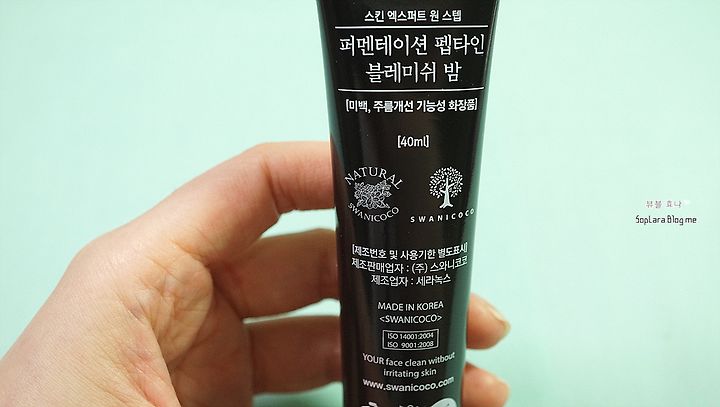 스킨 엑스퍼트 원 스텝
퍼멘테이션 펩타인
블레미쉬 밤
[미백, 주름개선 기능성 화장품]
[40ml]
NATURAL
SWANICOCO
SWANICOCO
뷰블 효나
SopLara.Blog.me
[제조번호 및 사용기한 별도표시]
제조판매업자 : (주) 스와니코코
제조업자 : 세라녹스
MADE IN KOREA
<SWANICOCO>
ISO 14001:2004
ISO 9001:2008
YOUR face clean without
irritating skin
www.swanicoco.com